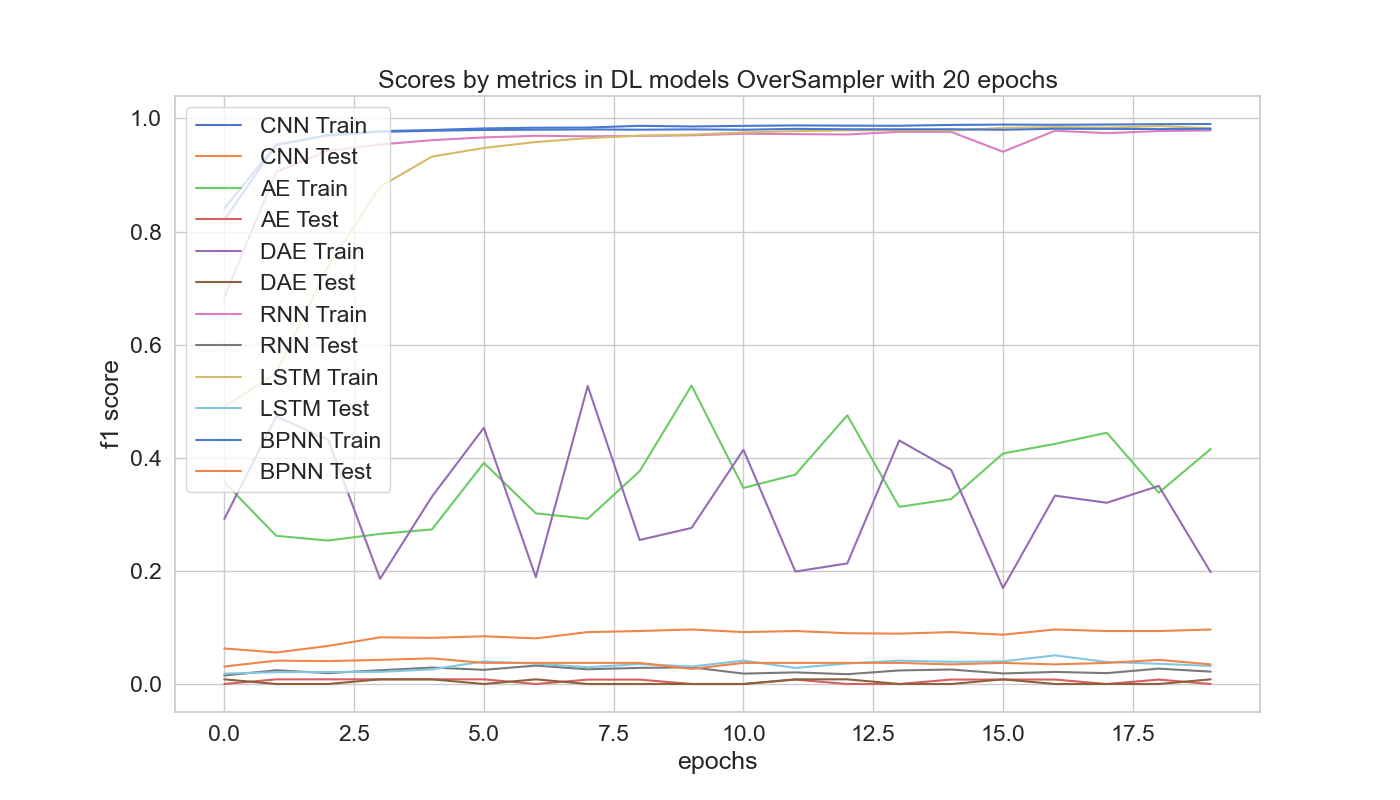 Scores by metrics in DL models OverSampler with 20 epochs
1.0
0.8
0.6
0.4
0.2
0.0
f1 score
CNN Train
CNN Test
AE Train
AE Test
DAE Train
DAE Test
RNN Train
RNN Test
LSTM Train
LSTM Test
BPNN Train
BPNN Test
0.0 2.5 5.0 7.5 10.0 12.5 15.0 17.5
epochs